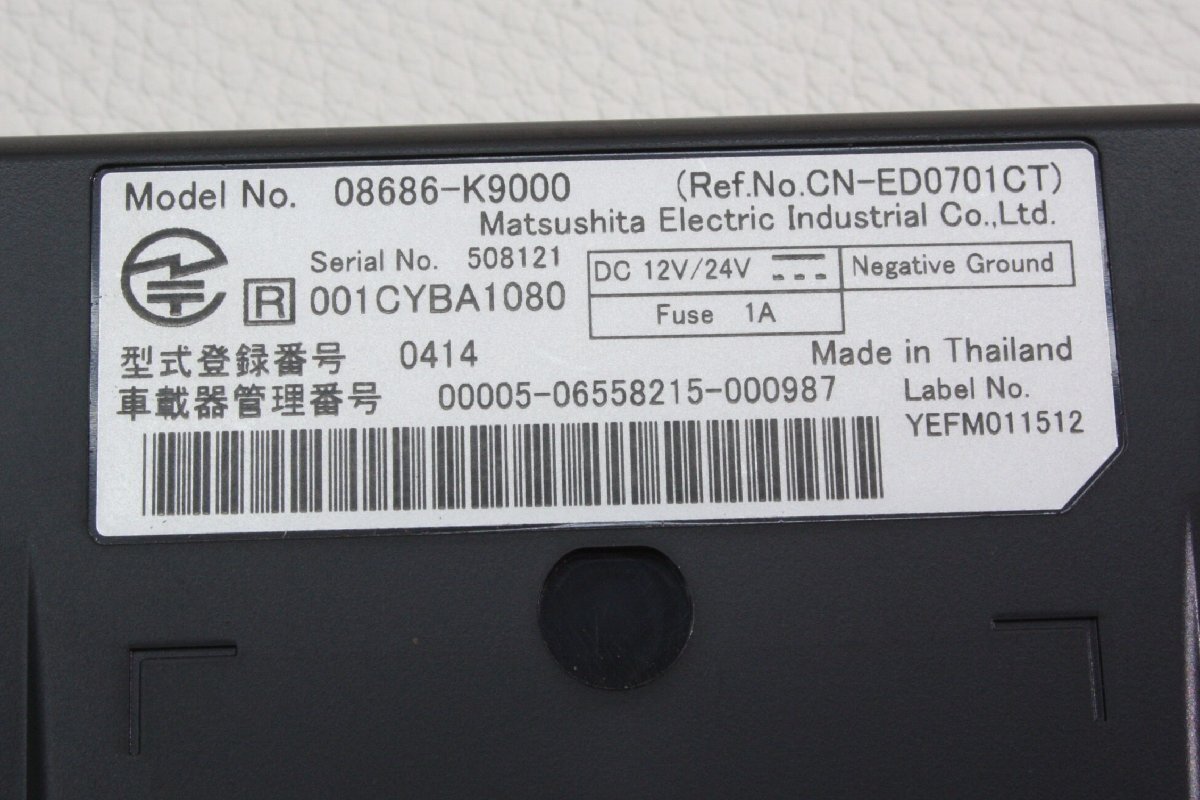 Model No. 08686-K9000 (Ref.No.CN-ED0701CT)
Matsushita Electric Industrial Co.,Ltd.
Serial No. 508121
R 001CYBA1080
DC 12V/24V Negative Ground
Fuse 1A
型式登録番号 0414
Made in Thailand
車載器管理番号 00005-06558215-000987
Label No.
YEFM011512